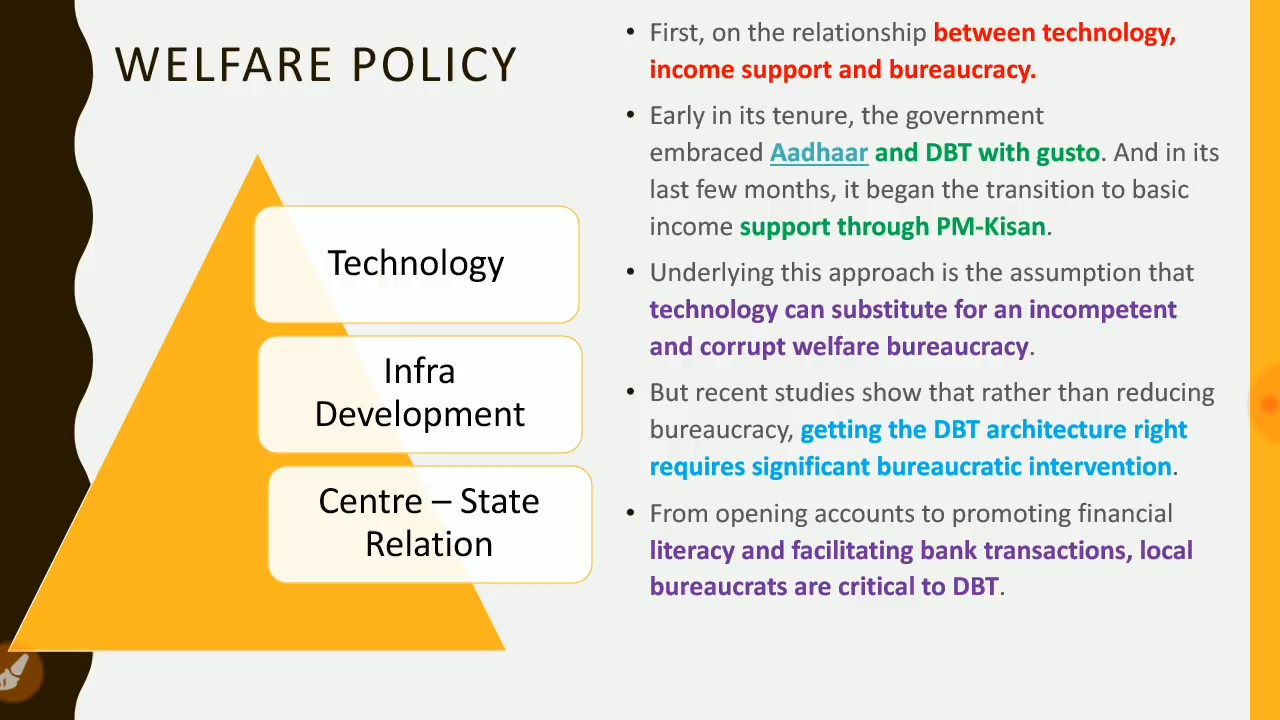 WELFARE POLICY
Technology
Infra
Development
Centre – State
Relation
• First, on the relationship between technology,
income support and bureaucracy.
• Early in its tenure, the government
embraced Aadhaar and DBT with gusto. And in its
last few months, it began the transition to basic
income support through PM-Kisan.
• Underlying this approach is the assumption that
technology can substitute for an incompetent
and corrupt welfare bureaucracy.
• But recent studies show that rather than reducing
bureaucracy, getting the DBT architecture right
requires significant bureaucratic intervention.
• From opening accounts to promoting financial
literacy and facilitating bank transactions, local
bureaucrats are critical to DBT.